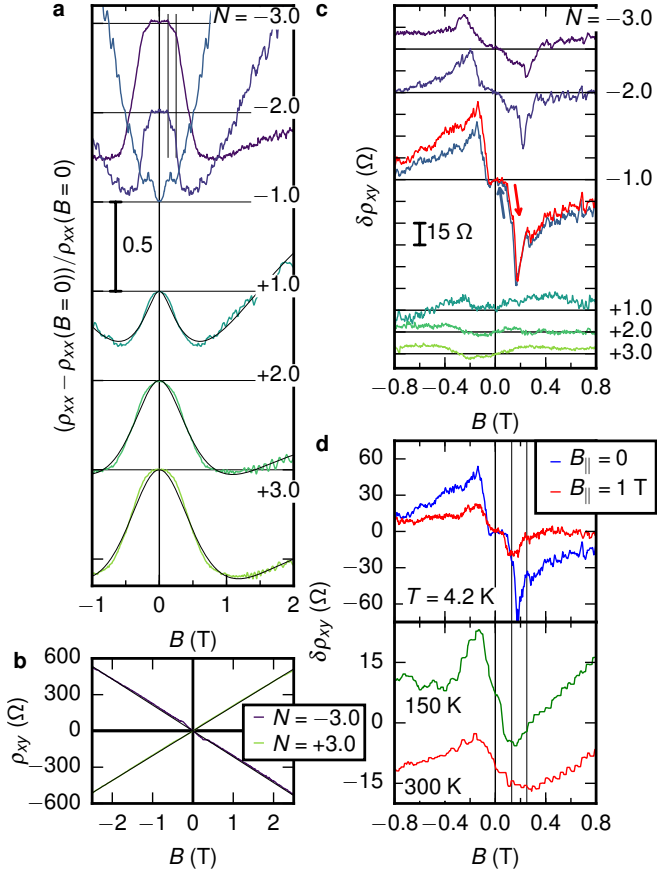 a
N = −3.0
−2.0
−1.0
0.5
+1.0
+2.0
+3.0
(ρxx − ρxx(B = 0))/ρxx(B = 0)
−1 0 1 2
B (T)
b
600
300
0
−300
−600
ρxy (Ω)
N = −3.0
N = +3.0
−2 −1 0 1 2
B (T)
c
N = −3.0
−2.0
−1.0
15 Ω
+1.0
+2.0
+3.0
δρxy (Ω)
−0.8 −0.4 0.0 0.4 0.8
B (T)
d
B|| = 0
B|| = 1 T
60
30
0
−30
−60
T = 4.2 K
δρxy (Ω)
15
0
−15
150 K
300 K
−0.8 −0.4 0.0 0.4 0.8
B (T)